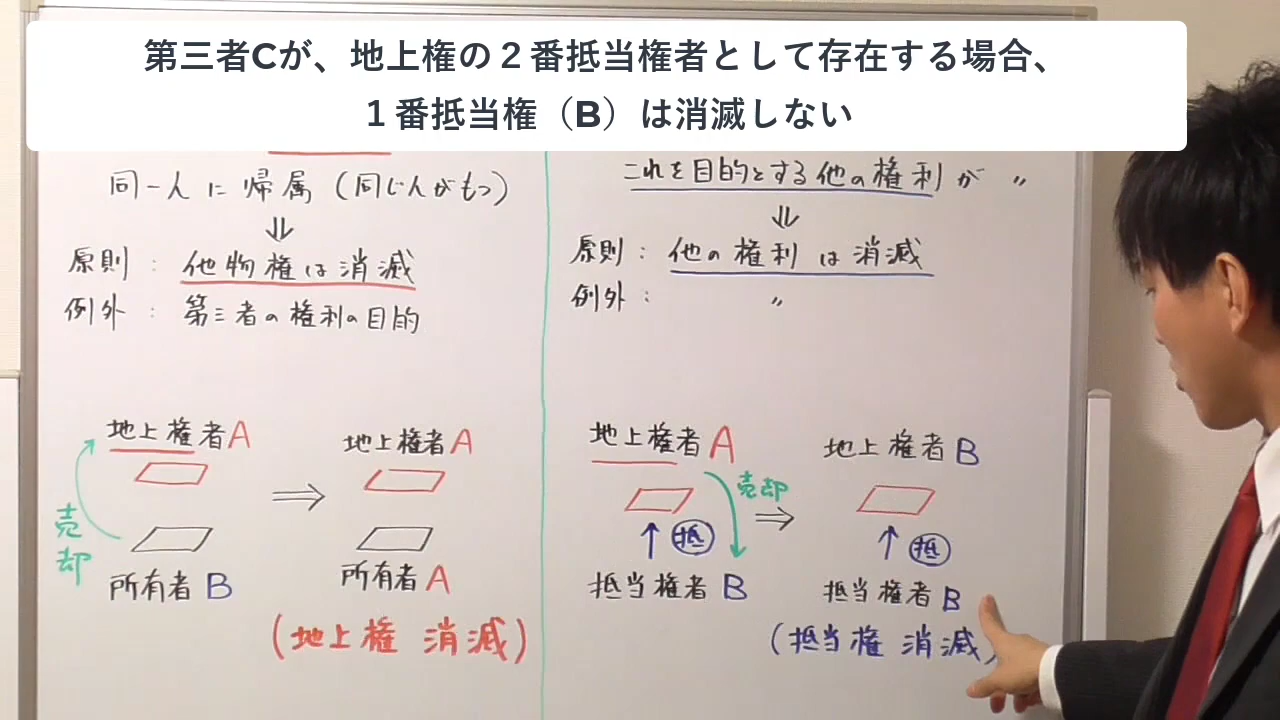 第三者Cが、地上権の２番抵当権者として存在する場合、
１番抵当権（B）は消滅しない
同一人に帰属(同じ人がもつ)
⇓
原則：他物権は消滅
例外：第三者の権利の目的
地上権者A
売却
所有者B
⇒
地上権者A
所有者A
(地上権 消滅)
これを目的とする他の権利が 〃
⇓
原則：他の権利は消滅
例外： 〃
地上権者A
売却
↑ 抵
抵当権者B
⇒
地上権者B
↑ 抵
抵当権者B
(抵当権 消滅)